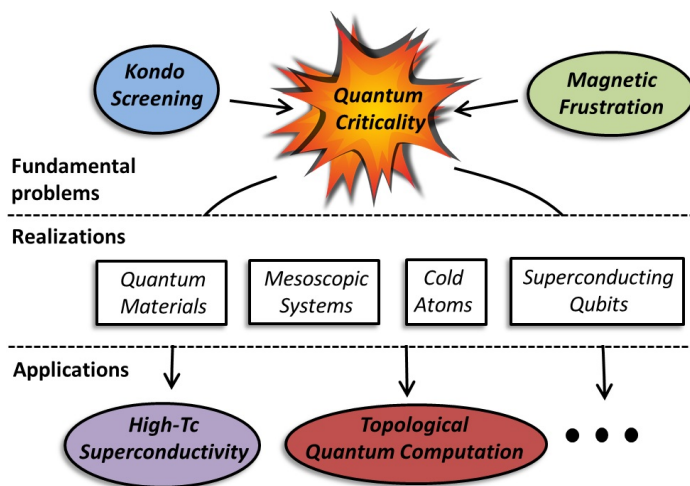 Kondo
Screening
Quantum
Criticality
Magnetic
Frustration
Fundamental
problems
Realizations
Quantum
Materials
Mesoscopic
Systems
Cold
Atoms
Superconducting
Qubits
Applications
High-Tc
Superconductivity
Topological
Quantum Computation